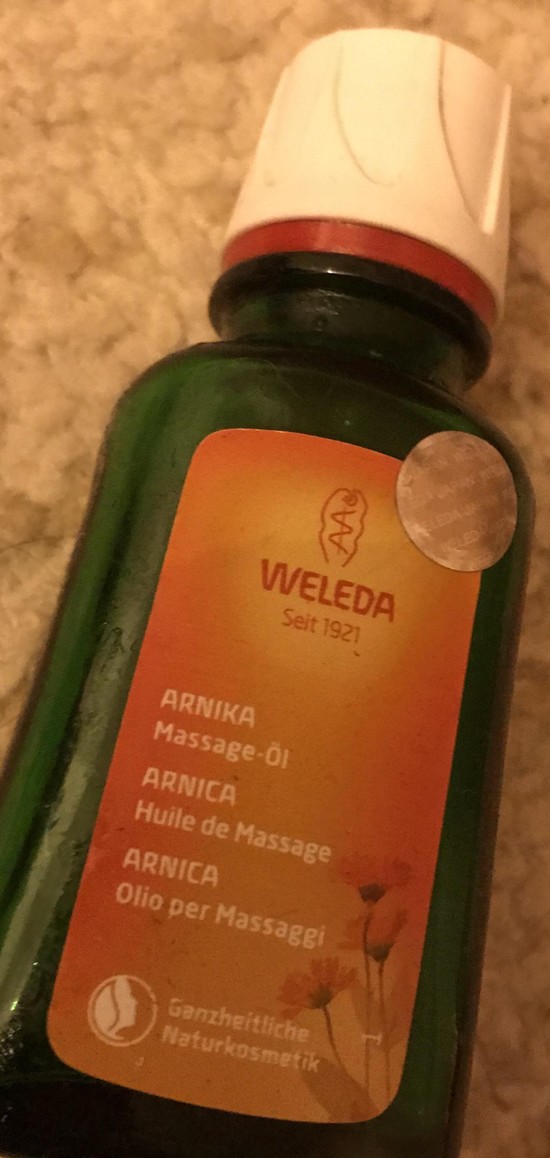 WELEDA
Seit 1921
ARNIKA
Massage-Öl
ARNICA
Huile de Massage
ARNICA
Olio per Massaggi
Ganzheitliche
Naturkosmetik